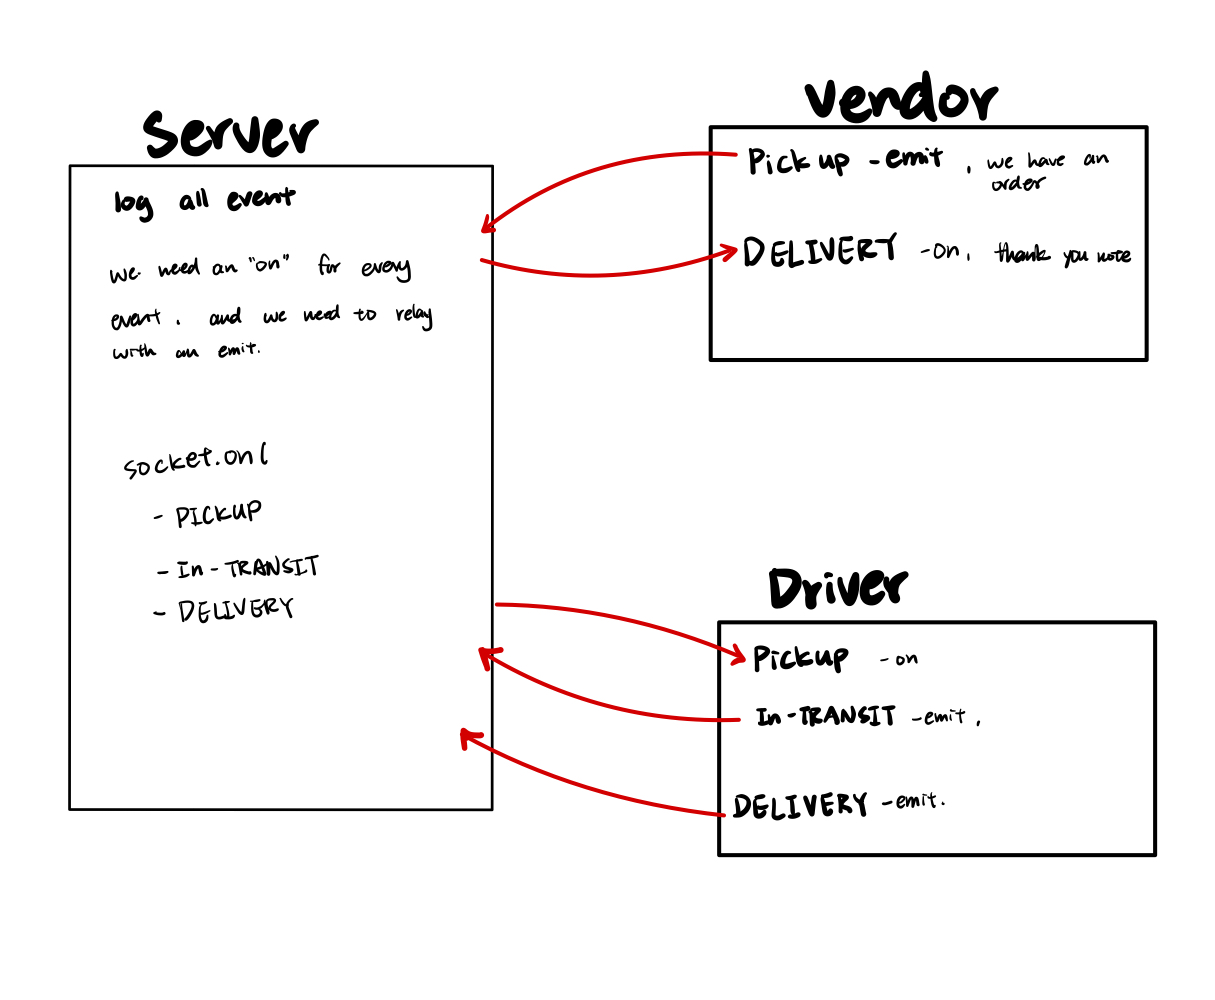 Server
log all event
we need an "on" for every
event. and we need to relay
with an emit.
socket.on(
- PICKUP
- In-TRANSIT
- DELIVERY
vendor
Pickup - emit, we have an
order
DELIVERY - on, thank you note
Driver
Pickup - on
In-TRANSIT - emit.
DELIVERY - emit.